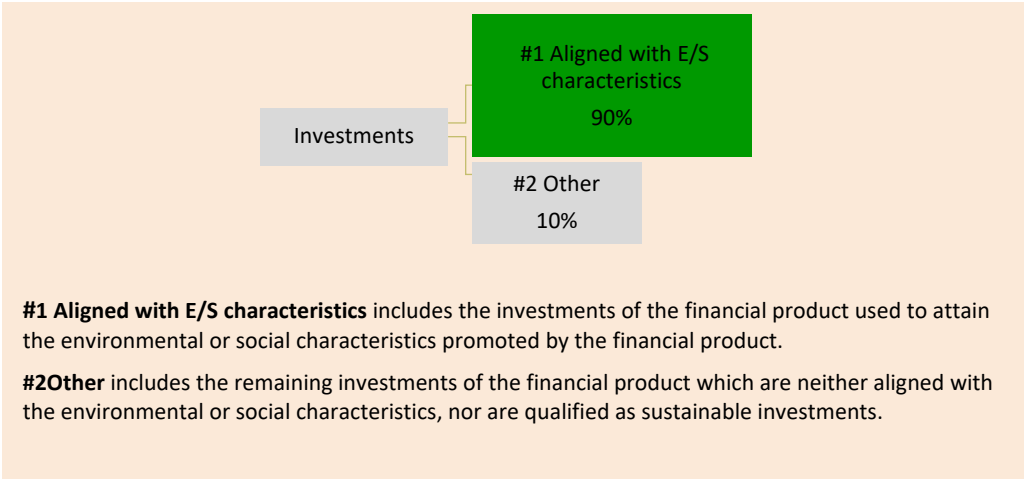 #1 Aligned with E/S
characteristics
90%
Investments
#2 Other
10%
#1 Aligned with E/S characteristics includes the investments of the financial product used to attain
the environmental or social characteristics promoted by the financial product.
#2Other includes the remaining investments of the financial product which are neither aligned with
the environmental or social characteristics, nor are qualified as sustainable investments.